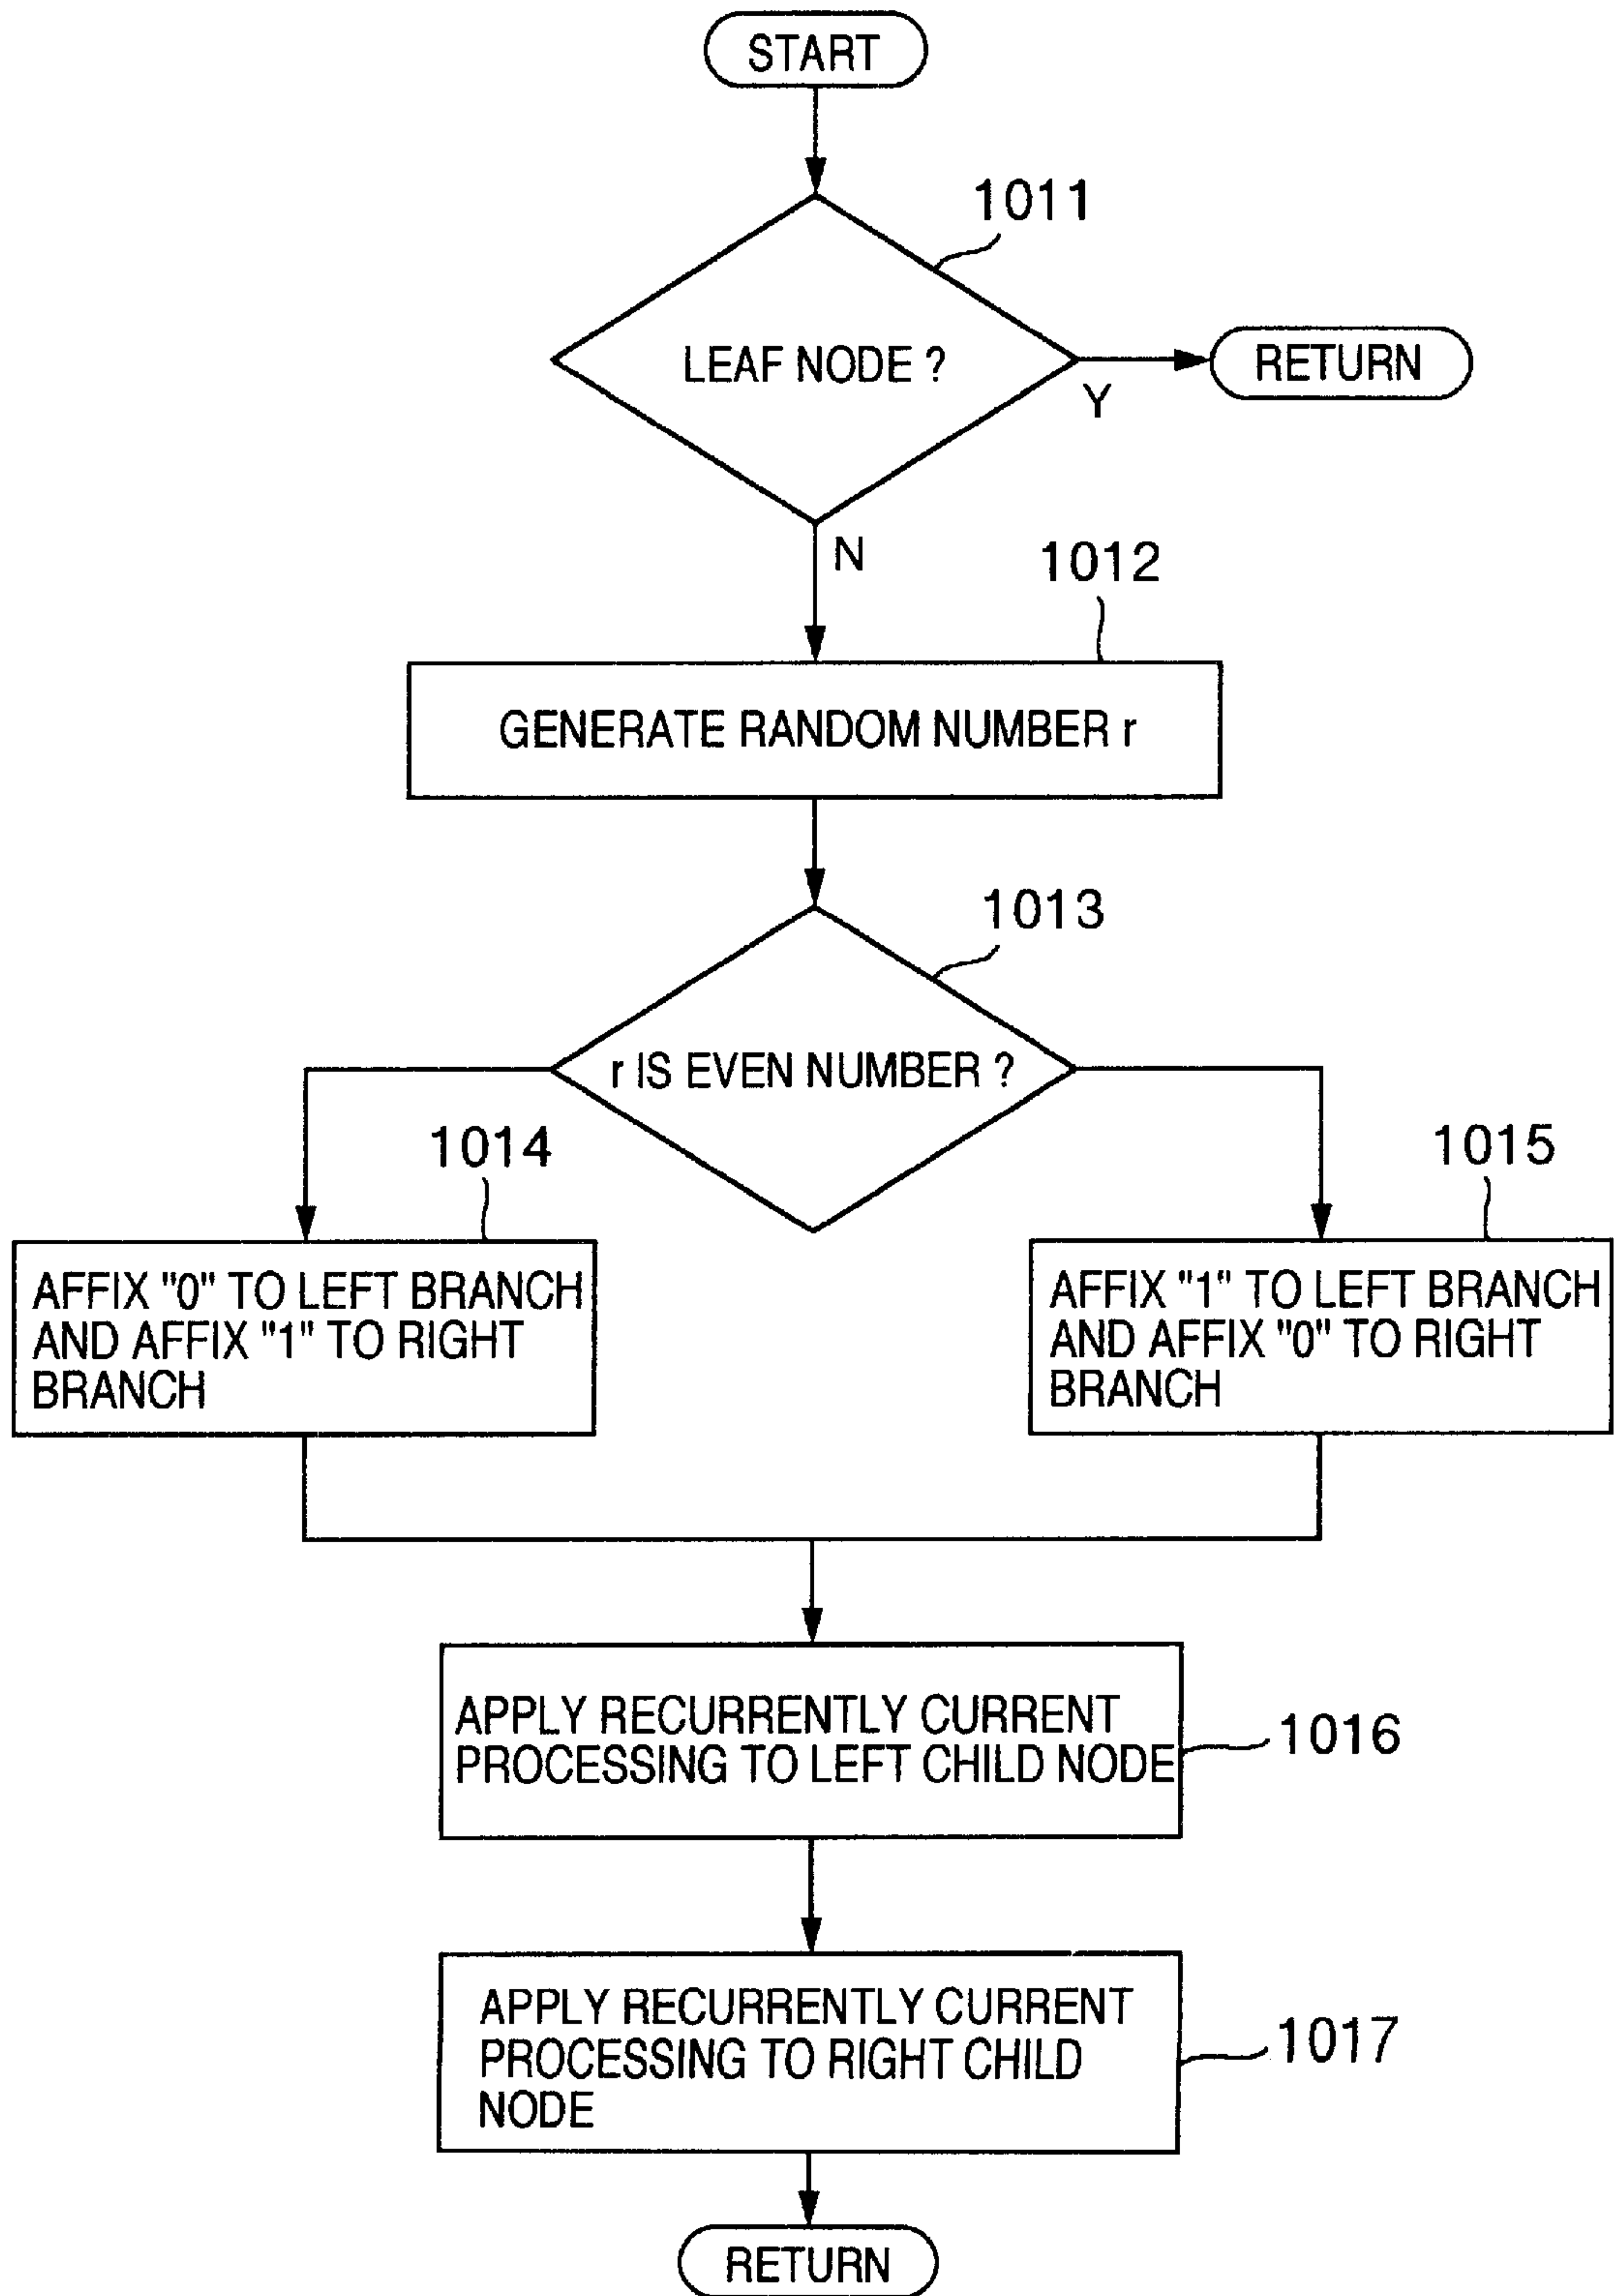 START
1011
LEAF NODE ?
RETURN
Y
N
1012
GENERATE RANDOM NUMBER r
1013
r IS EVEN NUMBER ?
1014
1015
AFFIX "0" TO LEFT BRANCH
AND AFFIX "1" TO RIGHT
BRANCH
AFFIX "1" TO LEFT BRANCH
AND AFFIX "0" TO RIGHT
BRANCH
APPLY RECURRENTLY CURRENT
PROCESSING TO LEFT CHILD NODE
1016
APPLY RECURRENTLY CURRENT
PROCESSING TO RIGHT CHILD
NODE
1017
RETURN